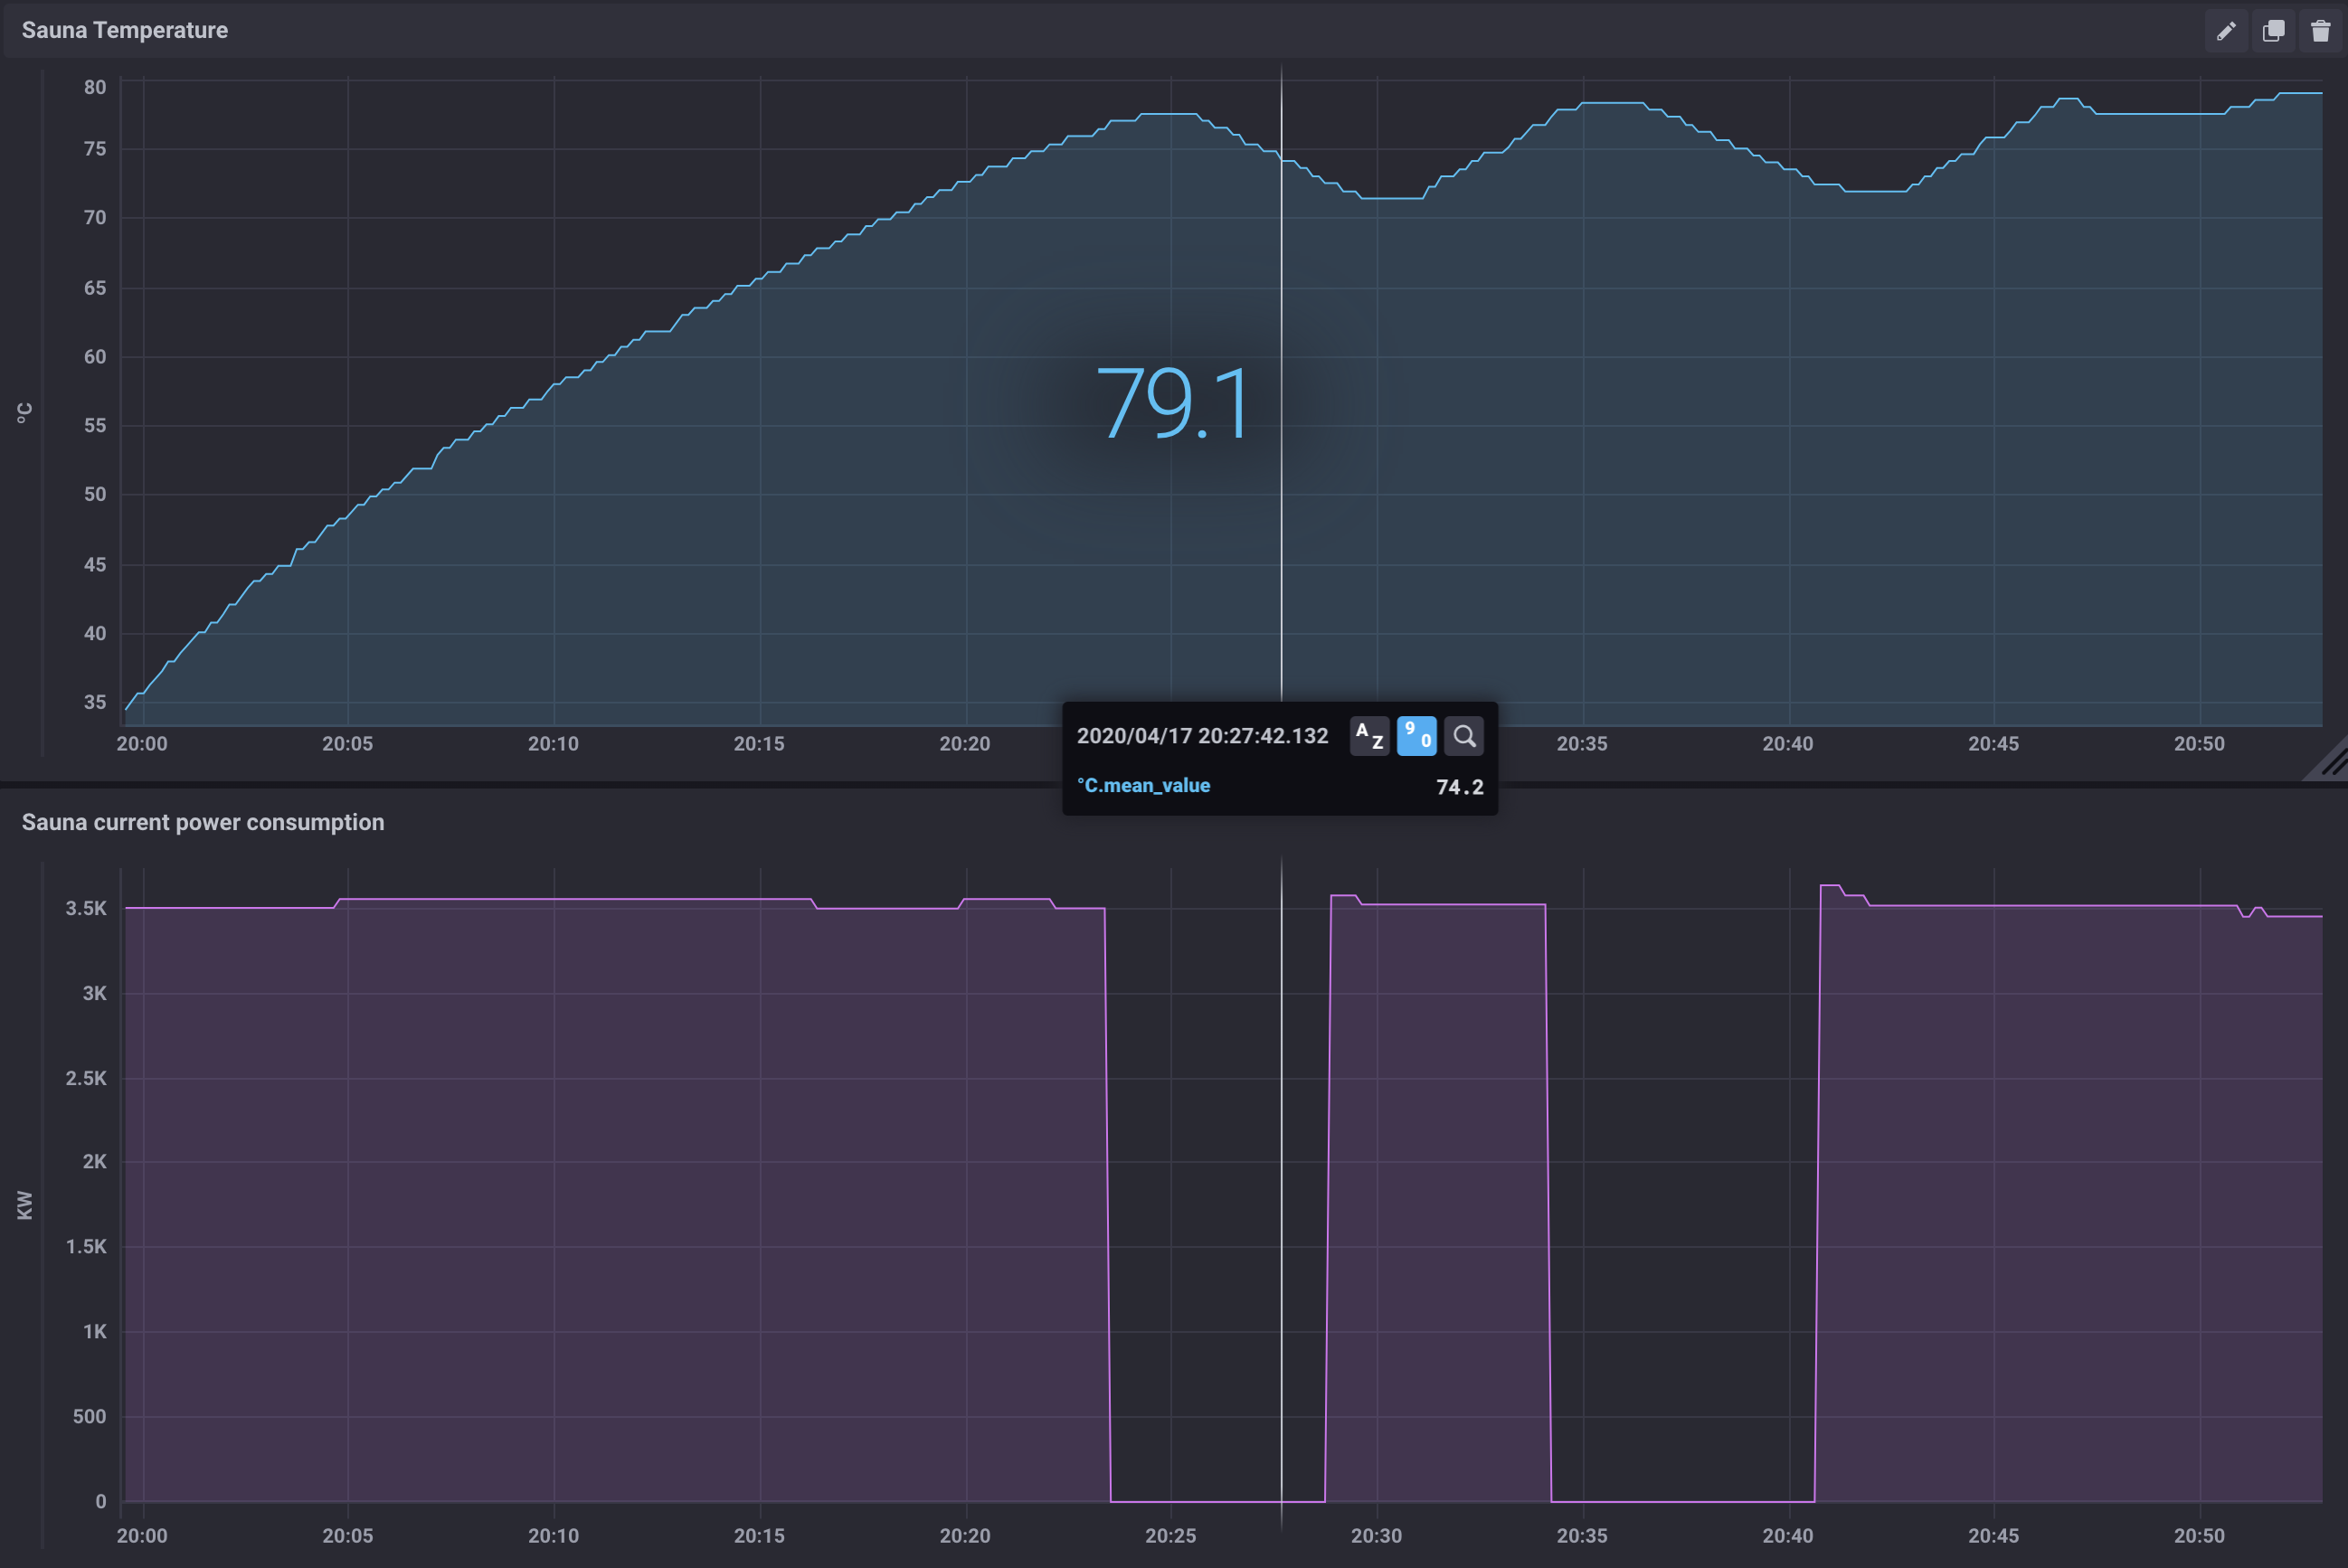 Sauna Temperature
80
75
70
65
60
55
50
45
40
35
°C
79.1
20:00 20:05 20:10 20:15 20:20 20:35 20:40 20:45 20:50
2020/04/17 20:27:42.132 A Z 9 0
°C.mean_value 74.2
Sauna current power consumption
3.5K
3K
2.5K
2K
1.5K
1K
500
0
KW
20:00 20:05 20:10 20:15 20:20 20:25 20:30 20:35 20:40 20:45 20:50